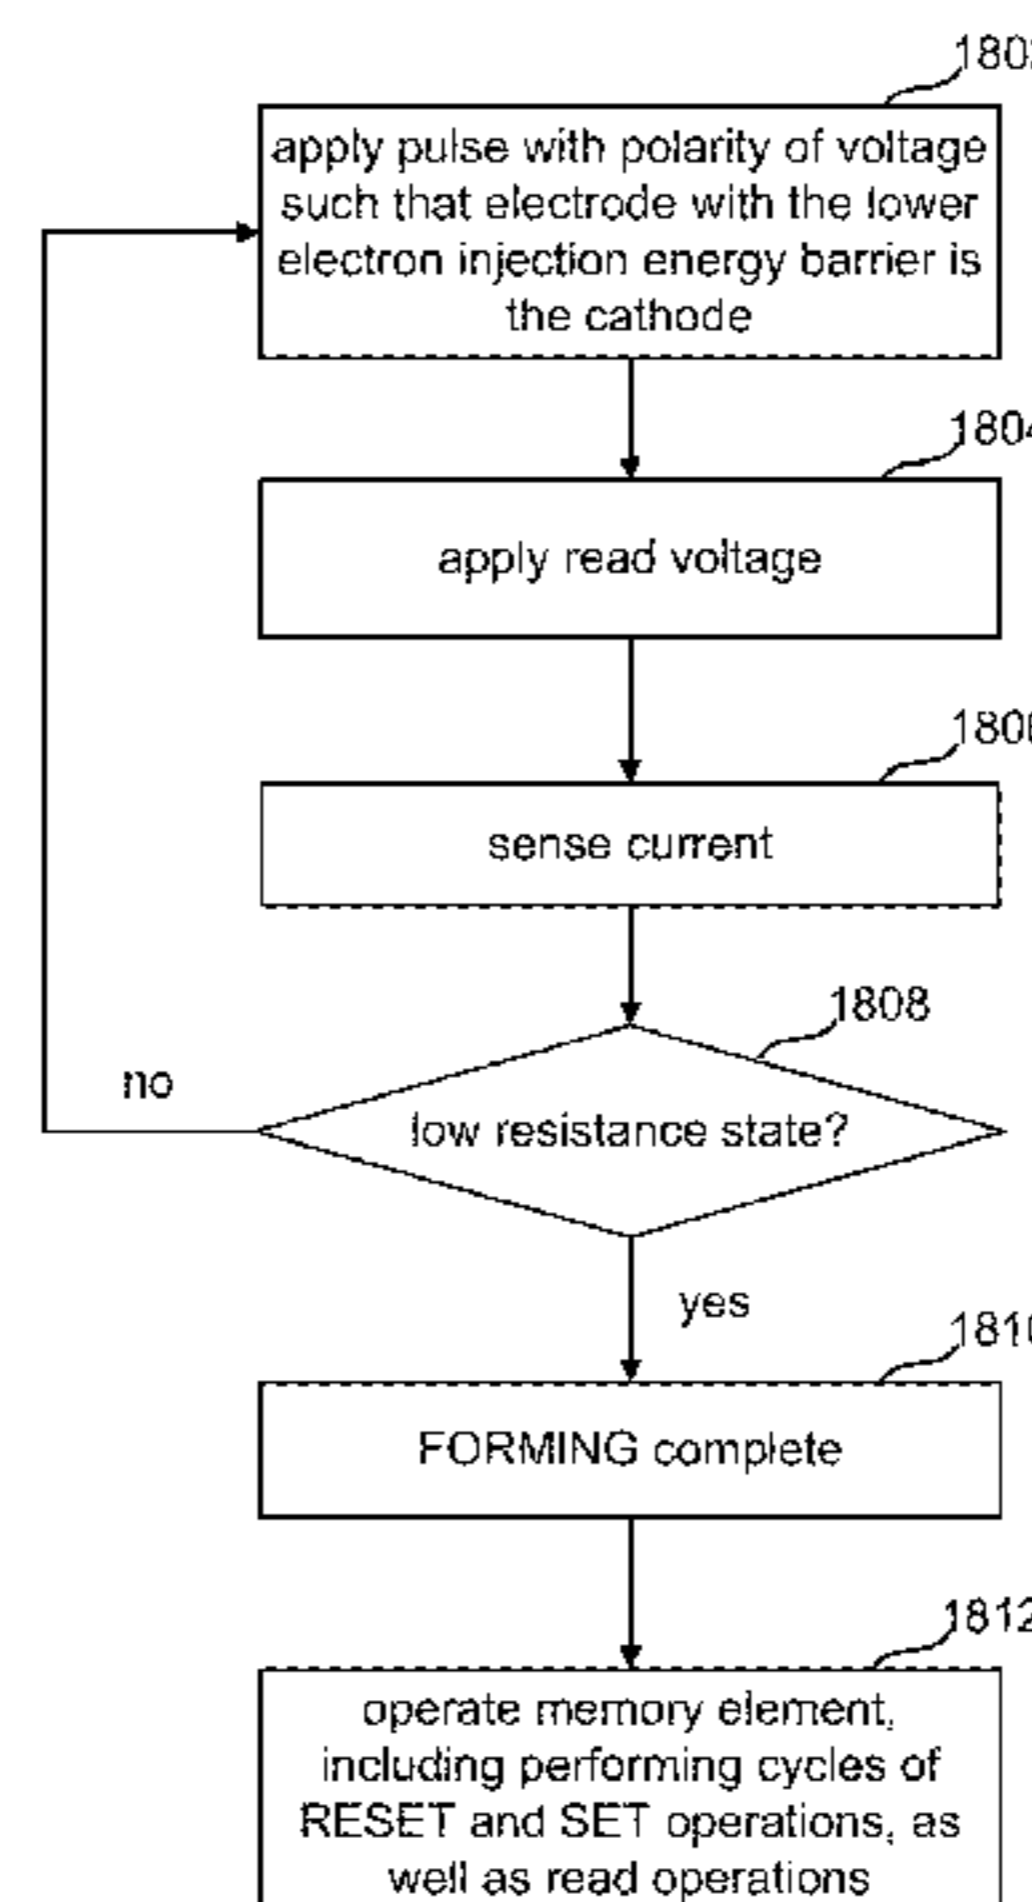 apply pulse with polarity of voltage
such that electrode with the lower
electron injection energy barrier is
the cathode
1804
apply read voltage
sense current
1808
no
low resistance state?
yes
1810
FORMING complete
1812
operate memory element,
including performing cycles of
RESET and SET operations, as
well as read operations